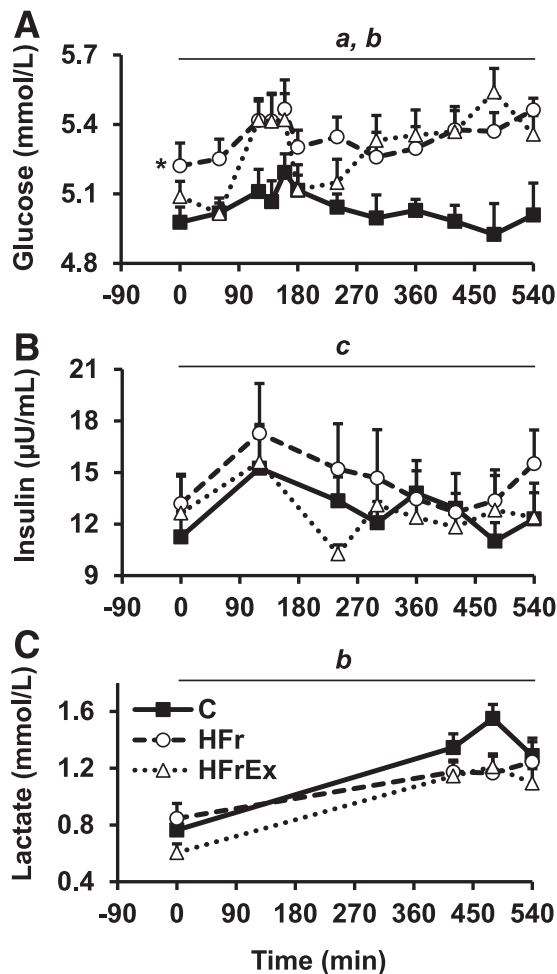 A
a, b
Glucose (mmol/L)
5.7
5.4
5.1
4.8
*
-90 0 90 180 270 360 450 540
B
c
Insulin (µU/mL)
21
18
15
12
9
-90 0 90 180 270 360 450 540
C
b
Lactate (mmol/L)
1.6
1.2
0.8
0.4
C
HFr
HFrEx
-90 0 90 180 270 360 450 540
Time (min)